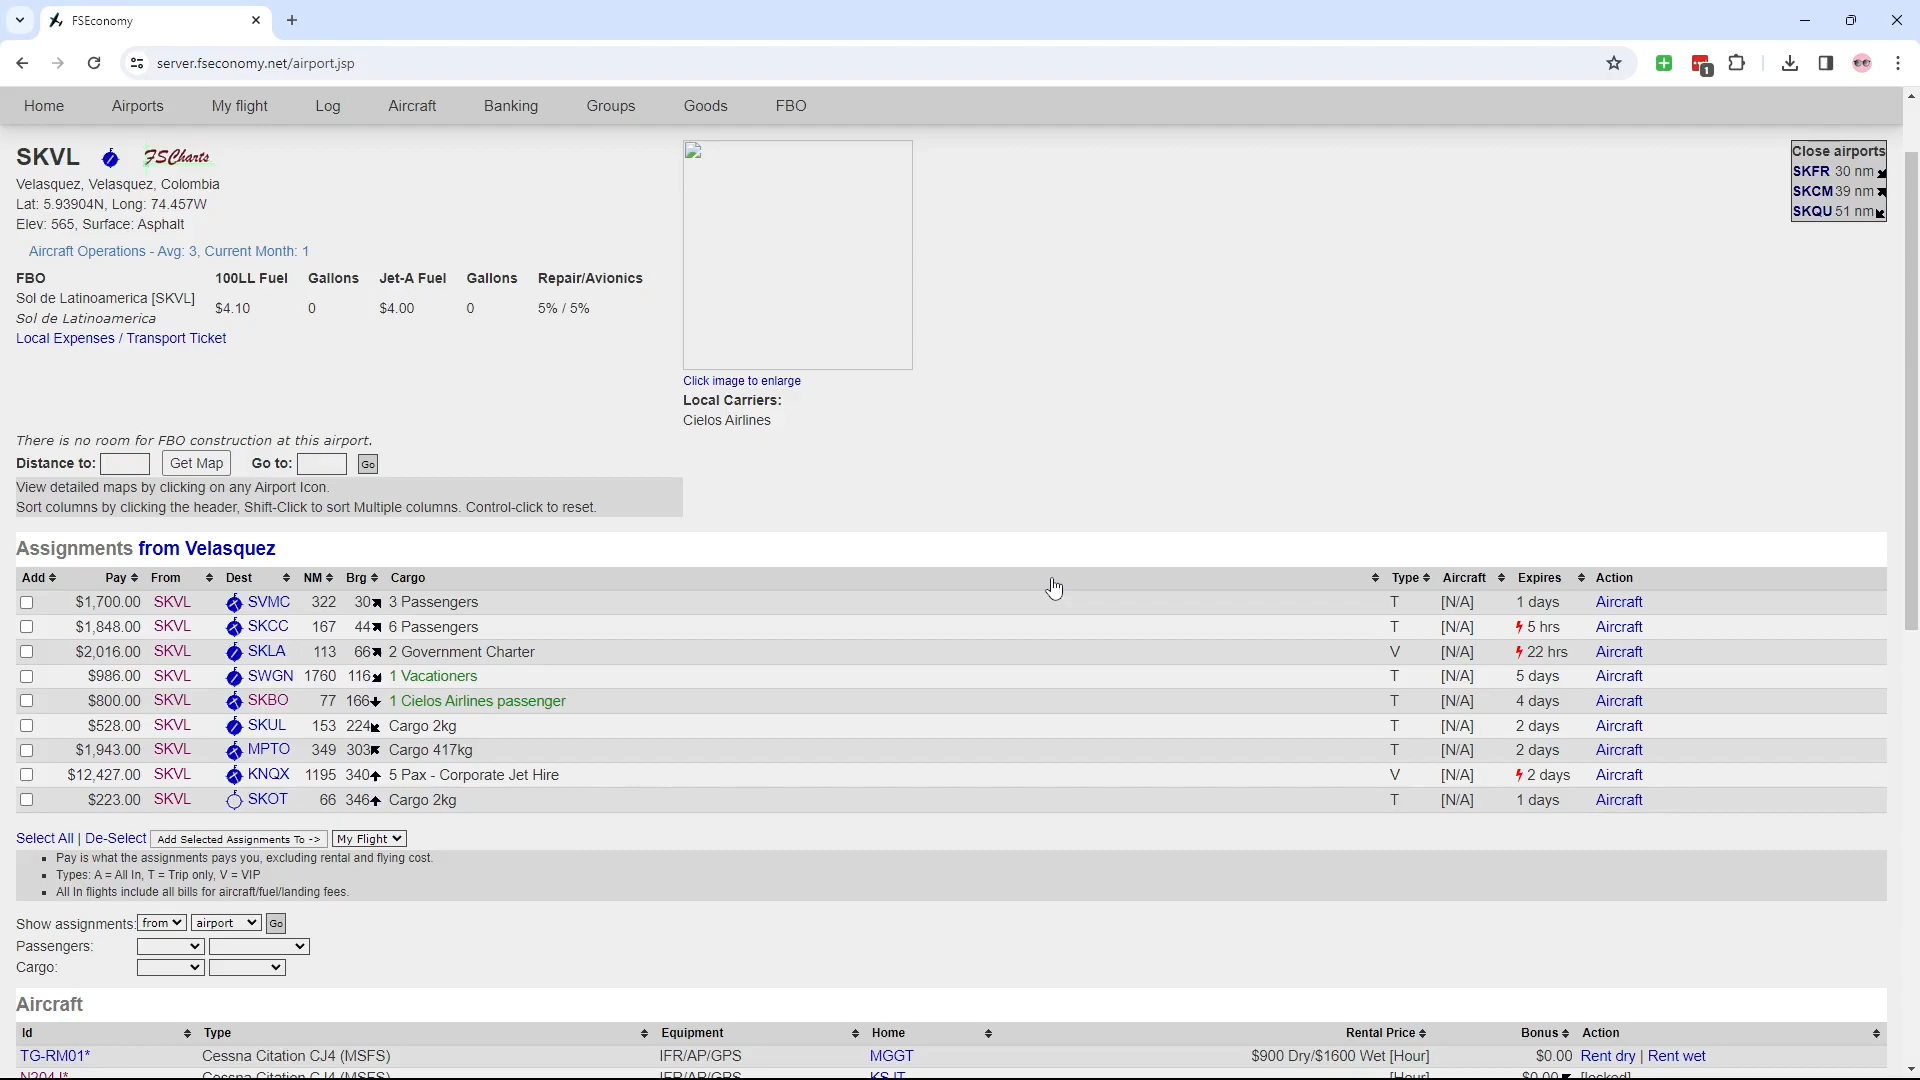 FSEconomy
server.fseconomy.net/airport.jsp
1
Home Airports My flight Log Aircraft Banking Groups Goods FBO
SKVL FSCharts
Velasquez, Velasquez, Colombia
Lat: 5.93904N, Long: 74.457W
Elev: 565, Surface: Asphalt
Aircraft Operations - Avg: 3, Current Month: 1
FBO 100LL Fuel Gallons Jet-A Fuel Gallons Repair/Avionics
Sol de Latinoamerica [SKVL] $4.10 0 $4.00 0 5% / 5%
Sol de Latinoamerica
Local Expenses / Transport Ticket
Click image to enlarge
Local Carriers:
Cielos Airlines
Close airports
SKFR 30 nm
SKCM 39 nm
SKQU 51 nm
There is no room for FBO construction at this airport.
Distance to: Get Map Go to: Go
View detailed maps by clicking on any Airport Icon.
Sort columns by clicking the header, Shift-Click to sort Multiple columns. Control-click to reset.
Assignments from Velasquez
Add Pay From Dest NM Brg Cargo Type Aircraft Expires Action
$1,700.00 SKVL SVMC 322 30 3 Passengers T [N/A] 1 days Aircraft
$1,848.00 SKVL SKCC 167 44 6 Passengers T [N/A] 5 hrs Aircraft
$2,016.00 SKVL SKLA 113 66 2 Government Charter V [N/A] 22 hrs Aircraft
$986.00 SKVL SWGN 1760 116 1 Vacationers T [N/A] 5 days Aircraft
$800.00 SKVL SKBO 77 166 1 Cielos Airlines passenger T [N/A] 4 days Aircraft
$528.00 SKVL SKUL 153 224 Cargo 2kg T [N/A] 2 days Aircraft
$1,943.00 SKVL MPTO 349 303 Cargo 417kg T [N/A] 2 days Aircraft
$12,427.00 SKVL KNQX 1195 340 5 Pax - Corporate Jet Hire V [N/A] 2 days Aircraft
$223.00 SKVL SKOT 66 346 Cargo 2kg T [N/A] 1 days Aircraft
Select All | De-Select Add Selected Assignments To -> My Flight
Pay is what the assignments pays you, excluding rental and flying cost.
Types: A = All In, T = Trip only, V = VIP
All In flights include all bills for aircraft/fuel/landing fees.
Show assignments: from airport Go
Passengers:
Cargo:
Aircraft
Id Type Equipment Home Rental Price Bonus Action
TG-RM01* Cessna Citation CJ4 (MSFS) IFR/AP/GPS MGGT $900 Dry/$1600 Wet [Hour] $0.00 Rent dry | Rent wet
N204J* Cessna Citation CJ4 (MSFS) IFR/AP/GPS KSJT [Hour] $0.00 [locked]